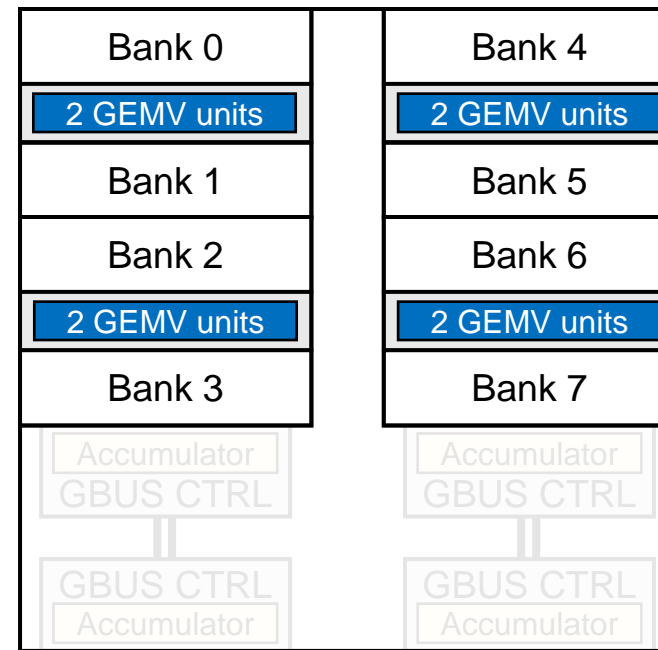 Bank 0
2 GEMV units
Bank 1
Bank 2
2 GEMV units
Bank 3
Accumulator
GBUS CTRL
GBUS CTRL
Accumulator
Bank 4
2 GEMV units
Bank 5
Bank 6
2 GEMV units
Bank 7
Accumulator
GBUS CTRL
GBUS CTRL
Accumulator